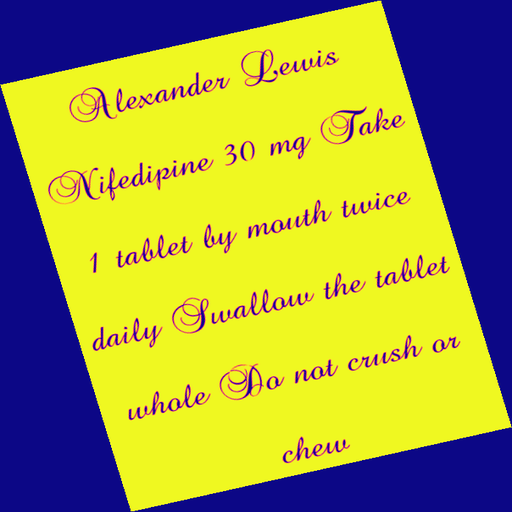 Alexander Lewis
Nifedipine 30 mg Take
1 tablet by mouth twice
daily Swallow the tablet
whole Do not crush or
chew